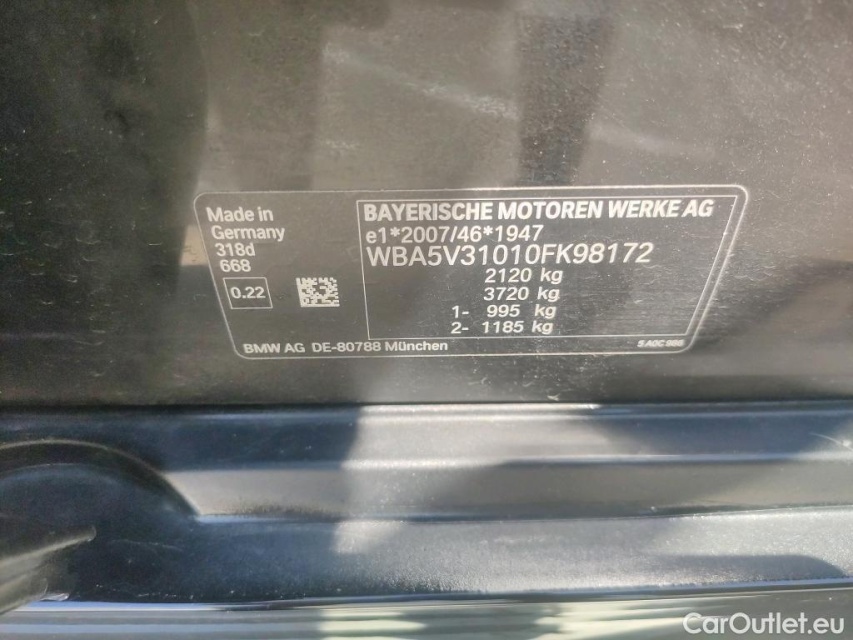 Made in
Germany
318d
668
0.22
BAYERISCHE MOTOREN WERKE AG
e1*2007/46*1947
WBA5V31010FK98172
2120 kg
3720 kg
1- 995 kg
2- 1185 kg
BMW AG DE-80788 München
CarOutlet.eu